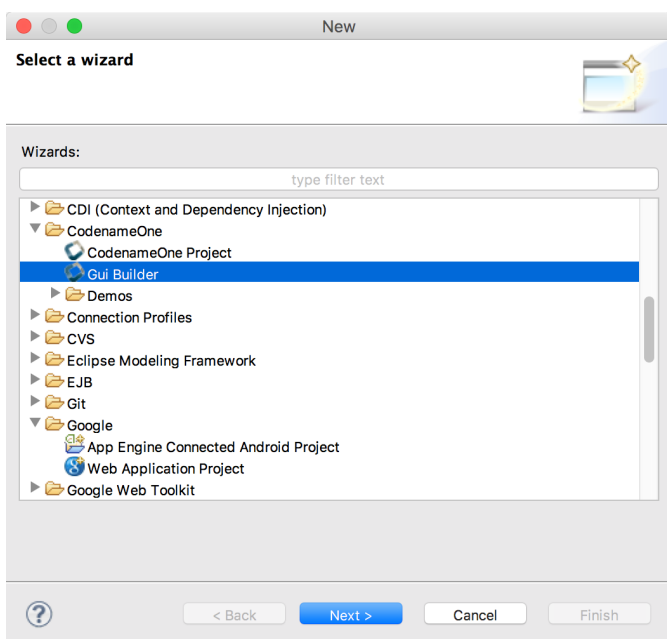 New
Select a wizard
Wizards:
type filter text
CDI (Context and Dependency Injection)
CodenameOne
CodenameOne Project
Gui Builder
Demos
Connection Profiles
CVS
Eclipse Modeling Framework
EJB
Git
Google
App Engine Connected Android Project
Web Application Project
Google Web Toolkit
? < Back Next > Cancel Finish